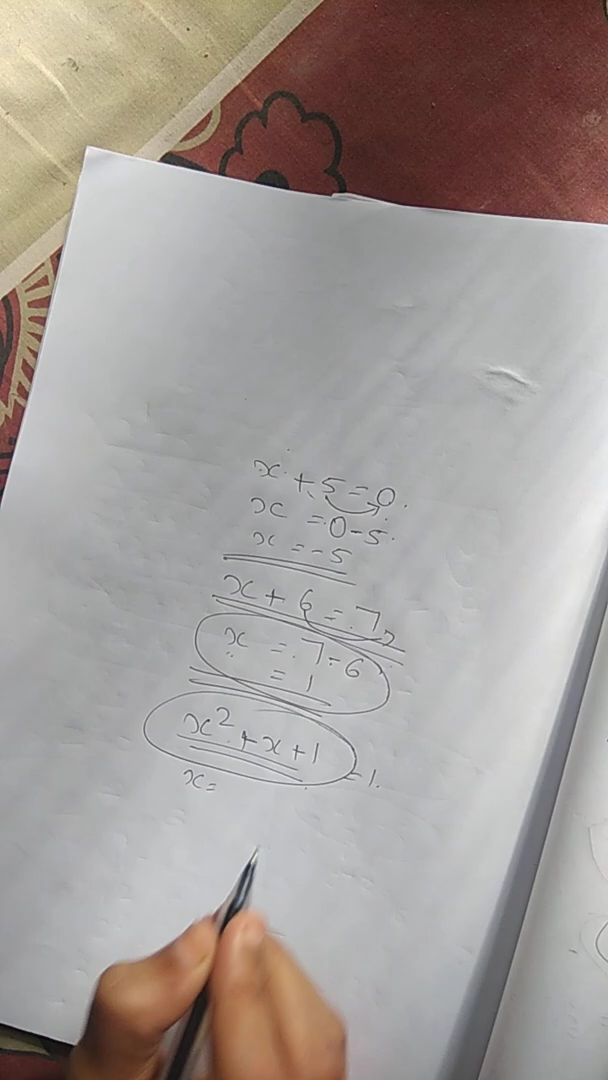 x + 5 = 0
x = 0 - 5
x = -5
x + 6 = 7
x = 7 - 6
= 1
x² + x + 1 = 1
x =